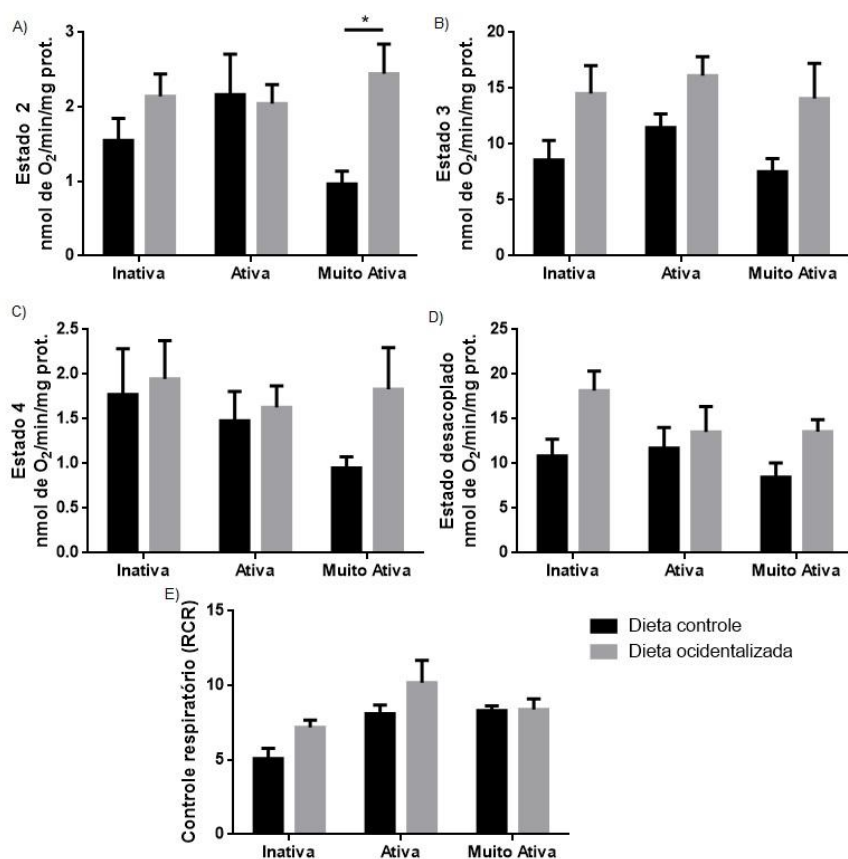 A)
Estado 2
nmol de O2/min/mg prot.
3
2
1
0
*
Inativa Ativa Muito Ativa
B)
Estado 3
nmol de O2/min/mg prot.
20
15
10
5
0
Inativa Ativa Muito Ativa
C)
Estado 4
nmol de O2/min/mg prot.
2.5
2.0
1.5
1.0
0.5
0.0
Inativa Ativa Muito Ativa
D)
Estado desacoplado
nmol de O2/min/mg prot.
25
20
15
10
5
0
Inativa Ativa Muito Ativa
E)
Controle respiratório (RCR)
15
10
5
0
Inativa Ativa Muito Ativa
Dieta controle
Dieta ocidentalizada